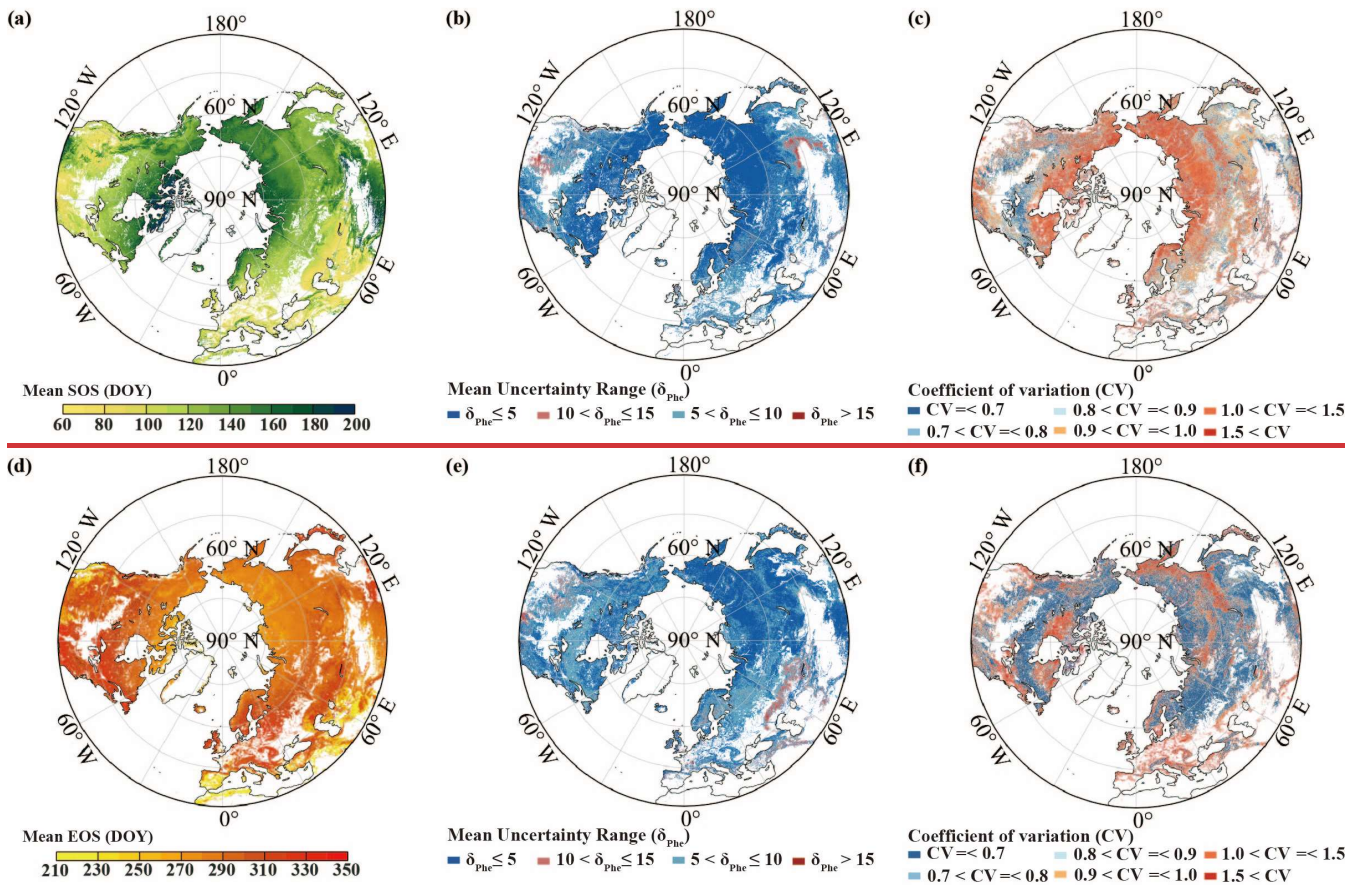 (a)
180°
120° W
60° N
120° E
90° N
60° W
60° E
0°
Mean SOS (DOY)
60 80 100 120 140 160 180 200
(b)
180°
120° W
60° N
120° E
90° N
60° W
60° E
0°
Mean Uncertainty Range (δPhe)
δPhe≤ 5 10 < δPhe≤ 15 5 < δPhe≤ 10 δPhe> 15
(c)
180°
120° W
60° N
120° E
90° N
60° W
60° E
0°
Coefficient of variation (CV)
CV =< 0.7 0.8 < CV =< 0.9 1.0 < CV =< 1.5
0.7 < CV =< 0.8 0.9 < CV =< 1.0 1.5 < CV
(d)
180°
120° W
60° N
120° E
90° N
60° W
60° E
0°
Mean EOS (DOY)
210 230 250 270 290 310 330 350
(e)
180°
120° W
60° N
120° E
90° N
60° W
60° E
0°
Mean Uncertainty Range (δPhe)
δPhe≤ 5 10 < δPhe≤ 15 5 < δPhe≤ 10 δPhe> 15
(f)
180°
120° W
60° N
120° E
90° N
60° W
60° E
0°
Coefficient of variation (CV)
CV =< 0.7 0.8 < CV =< 0.9 1.0 < CV =< 1.5
0.7 < CV =< 0.8 0.9 < CV =< 1.0 1.5 < CV